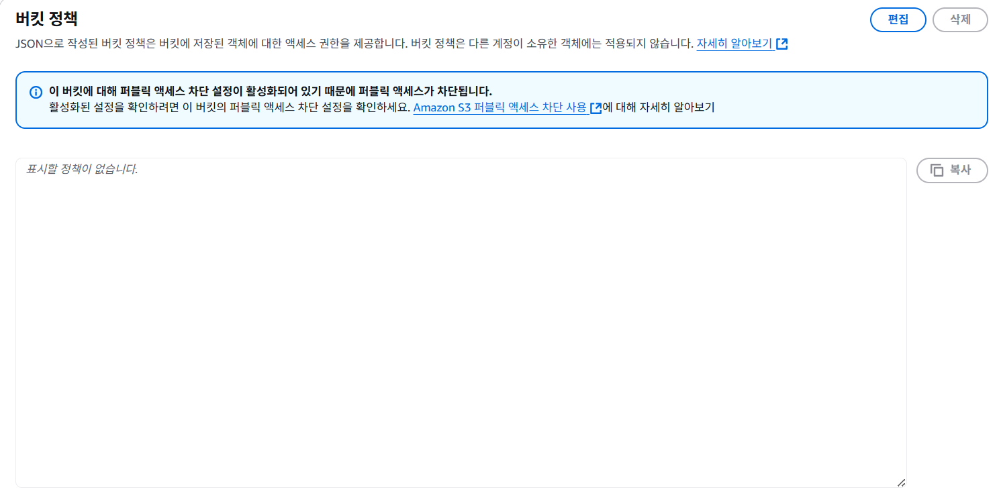 버킷 정책
편집
삭제
JSON으로 작성된 버킷 정책은 버킷에 저장된 객체에 대한 액세스 권한을 제공합니다. 버킷 정책은 다른 계정이 소유한 객체에는 적용되지 않습니다. 자세히 알아보기
이 버킷에 대해 퍼블릭 액세스 차단 설정이 활성화되어 있기 때문에 퍼블릭 액세스가 차단됩니다.
활성화된 설정을 확인하려면 이 버킷의 퍼블릭 액세스 차단 설정을 확인하세요. Amazon S3 퍼블릭 액세스 차단 사용 에 대해 자세히 알아보기
표시할 정책이 없습니다.
복사